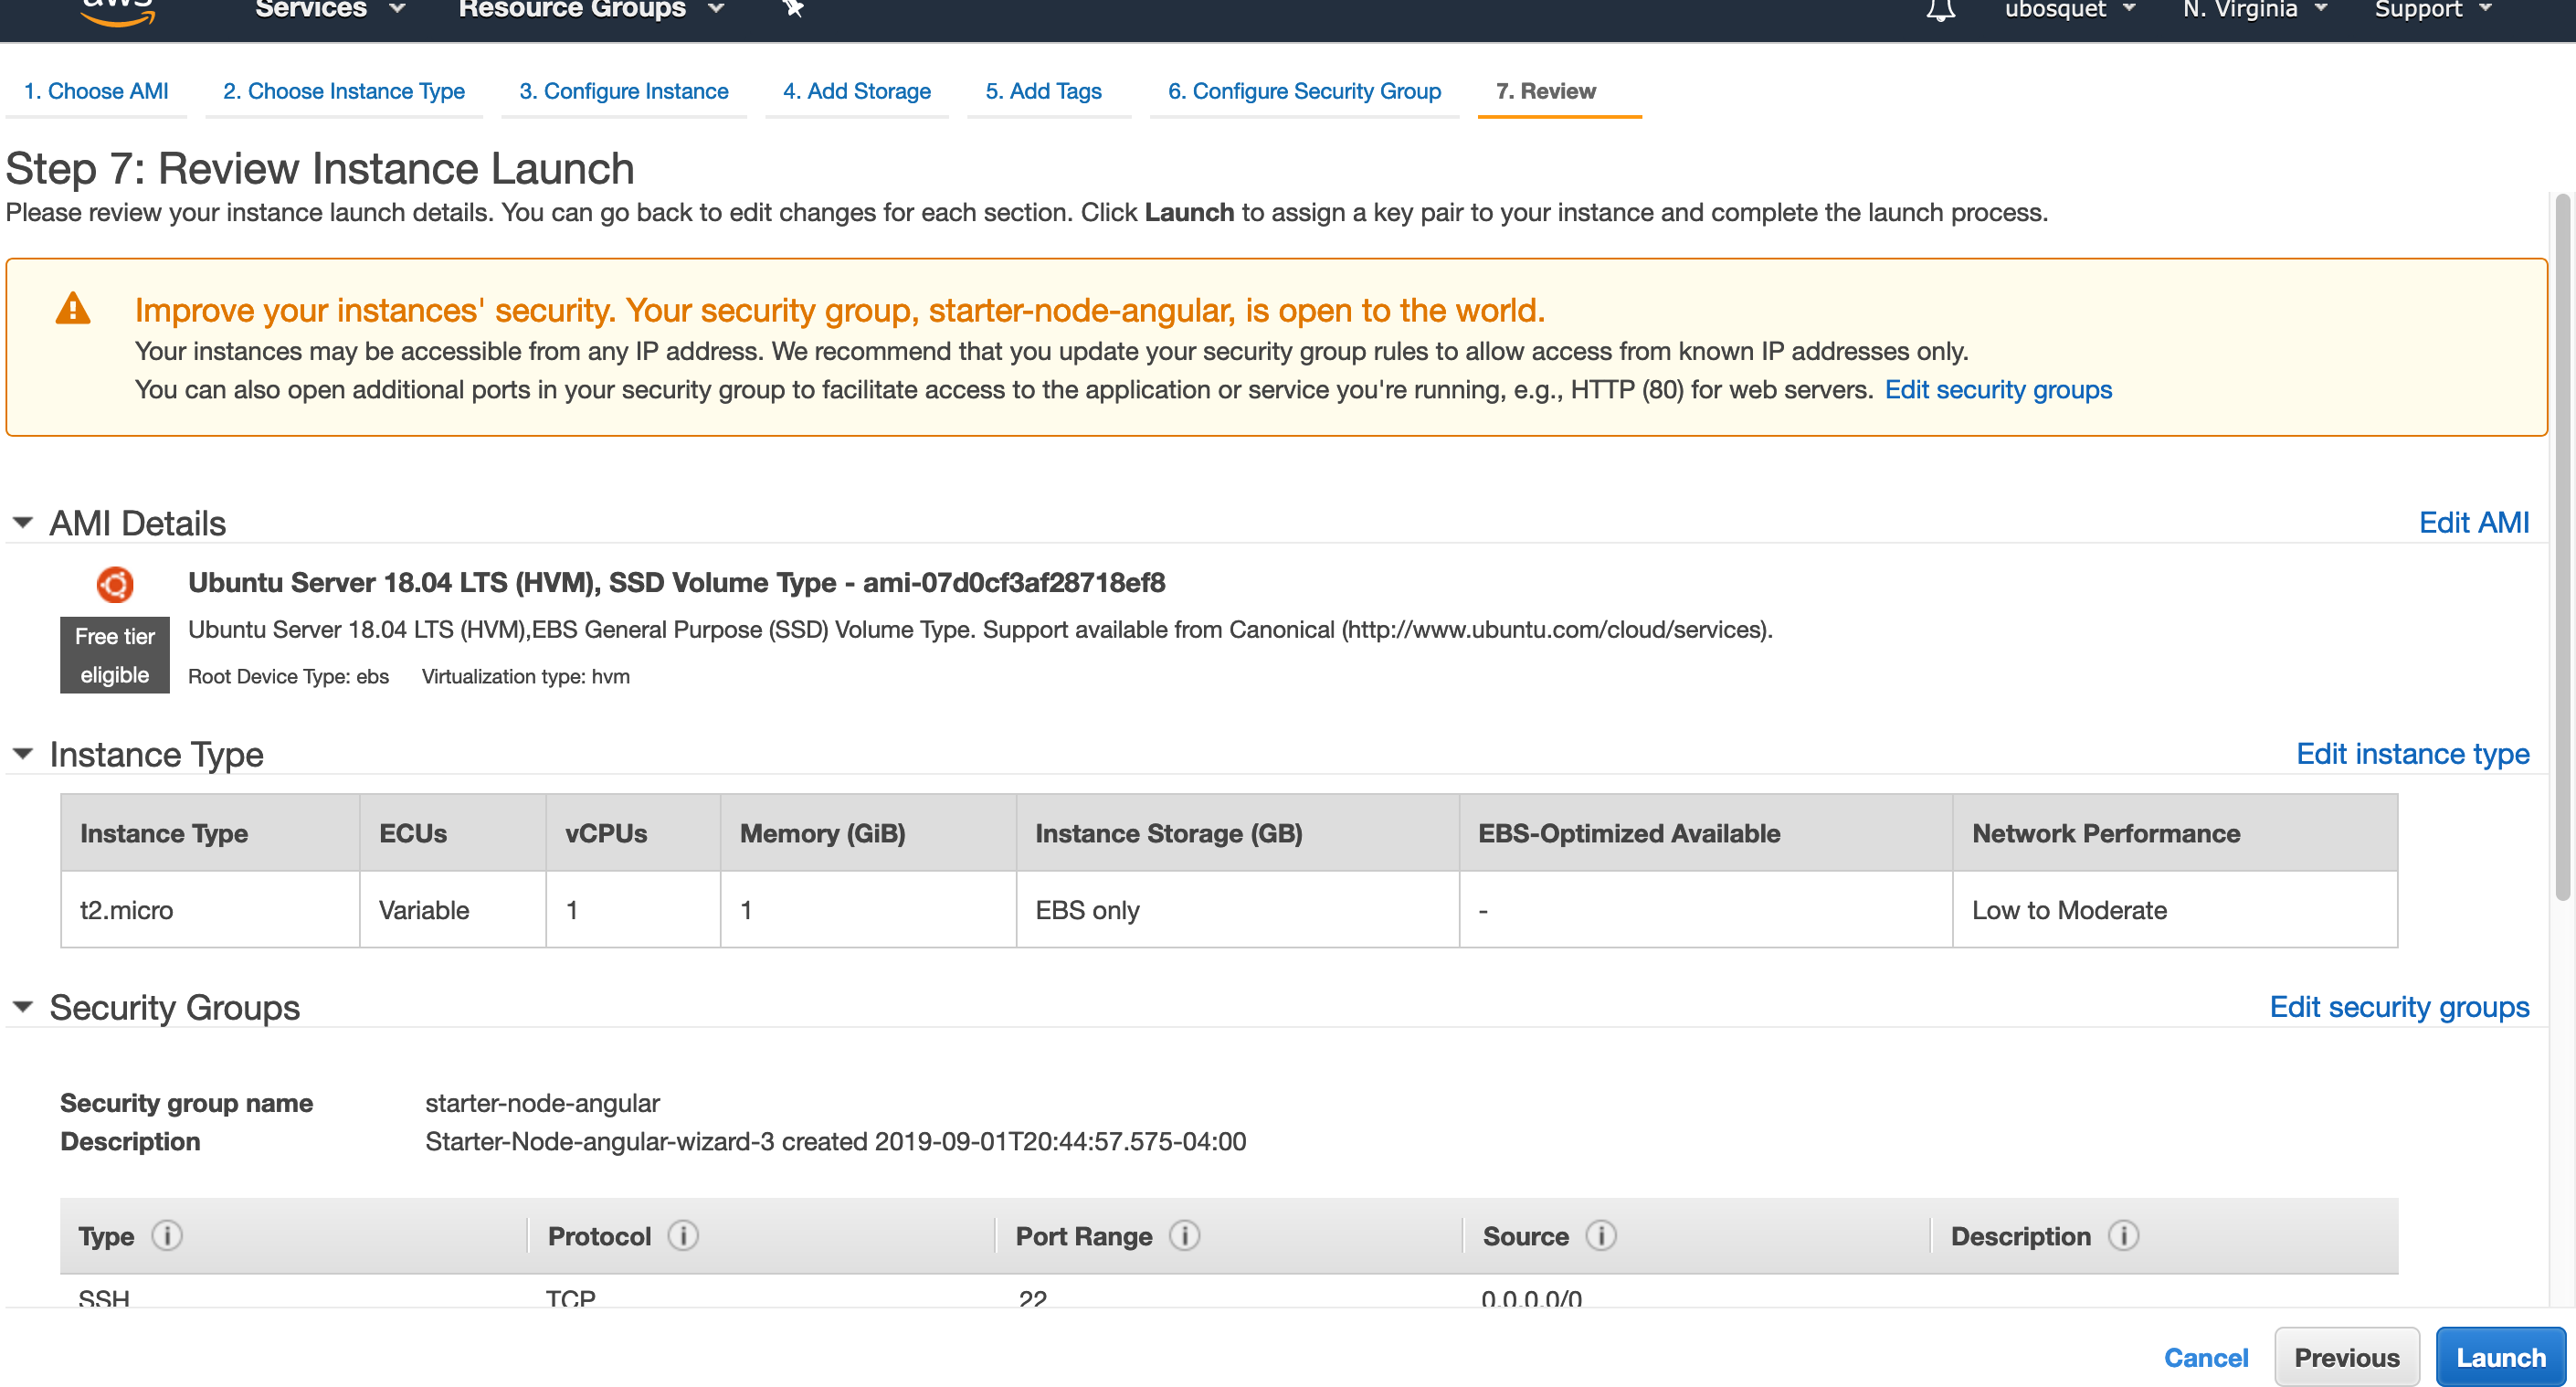 aws Services Resource Groups ubosquet N. Virginia Support
1. Choose AMI 2. Choose Instance Type 3. Configure Instance 4. Add Storage 5. Add Tags 6. Configure Security Group 7. Review
Step 7: Review Instance Launch
Please review your instance launch details. You can go back to edit changes for each section. Click Launch to assign a key pair to your instance and complete the launch process.
Improve your instances' security. Your security group, starter-node-angular, is open to the world.
Your instances may be accessible from any IP address. We recommend that you update your security group rules to allow access from known IP addresses only.
You can also open additional ports in your security group to facilitate access to the application or service you're running, e.g., HTTP (80) for web servers. Edit security groups
AMI Details Edit AMI
Ubuntu Server 18.04 LTS (HVM), SSD Volume Type - ami-07d0cf3af28718ef8
Free tier eligible
Ubuntu Server 18.04 LTS (HVM),EBS General Purpose (SSD) Volume Type. Support available from Canonical (http://www.ubuntu.com/cloud/services).
Root Device Type: ebs Virtualization type: hvm
Instance Type Edit instance type
Instance Type ECUs vCPUs Memory (GiB) Instance Storage (GB) EBS-Optimized Available Network Performance
t2.micro Variable 1 1 EBS only - Low to Moderate
Security Groups Edit security groups
Security group name starter-node-angular
Description Starter-Node-angular-wizard-3 created 2019-09-01T20:44:57.575-04:00
Type Protocol Port Range Source Description
SSH TCP 22 0.0.0.0/0
Cancel Previous Launch